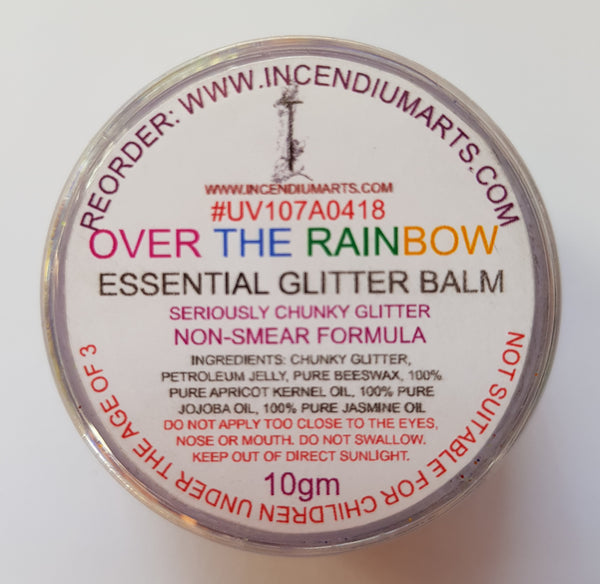 REORDER: WWW.INCENDIUMARTS.COM
WWW.INCENDIUMARTS.COM
#UV107A0418
OVER THE RAINBOW
ESSENTIAL GLITTER BALM
SERIOUSLY CHUNKY GLITTER
NON-SMEAR FORMULA
INGREDIENTS: CHUNKY GLITTER,
PETROLEUM JELLY, PURE BEESWAX, 100%
PURE APRICOT KERNEL OIL, 100% PURE
JOJOBA OIL, 100% PURE JASMINE OIL
DO NOT APPLY TOO CLOSE TO THE EYES,
NOSE OR MOUTH. DO NOT SWALLOW.
KEEP OUT OF DIRECT SUNLIGHT.
10gm
NOT SUITABLE FOR CHILDREN UNDER THE AGE OF 3